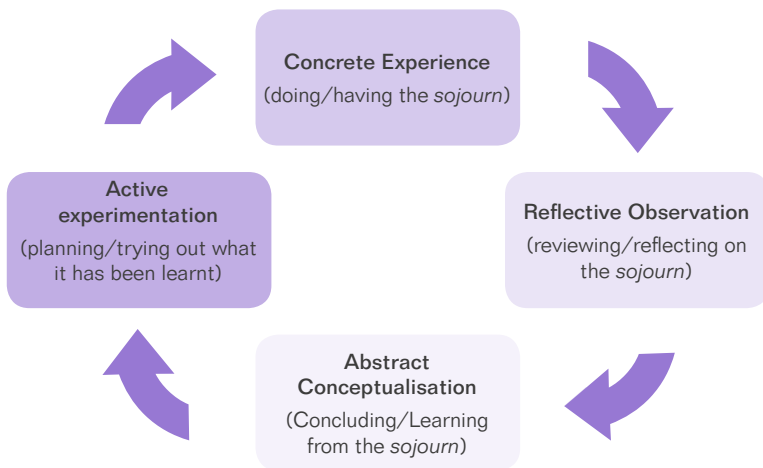 Concrete Experience
(doing/having the sojourn)
Reflective Observation
(reviewing/reflecting on
the sojourn)
Abstract
Conceptualisation
(Concluding/Learning
from the sojourn)
Active
experimentation
(planning/trying out what
it has been learnt)